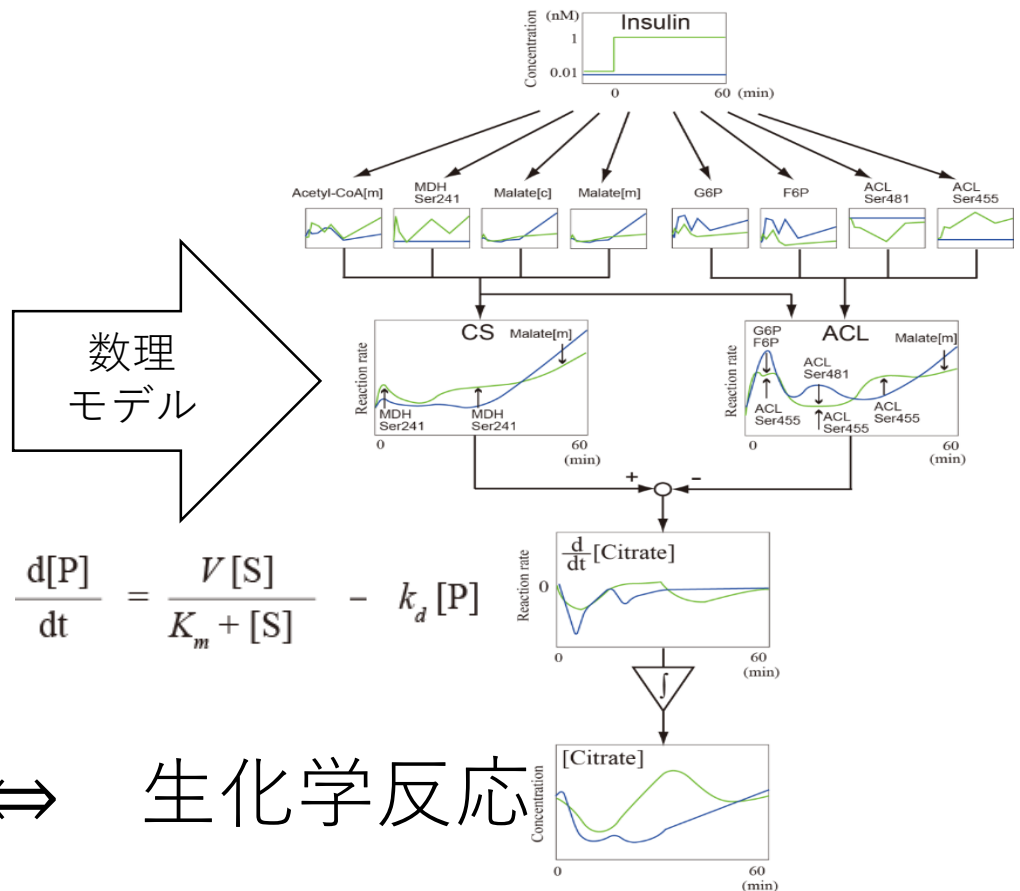 (nM)
Insulin
Concentration
1
0.01
0
60
(min)
Acetyl-CoA[m]
MDH
Ser241
Malate[c]
Malate[m]
G6P
F6P
ACL
Ser481
ACL
Ser455
数理
モデル
CS
Malate[m]
Reaction rate
MDH
Ser241
MDH
Ser241
0
60
(min)
ACL
G6P
F6P
Malate[m]
ACL
Ser481
Reaction rate
ACL
Ser455
ACL
Ser455
ACL
Ser455
0
60
(min)
+
-
d[P]/dt = V[S]/(K_m + [S]) - k_d [P]
d/dt [Citrate]
Reaction rate
0
0
60
(min)
∫
⇔ 生化学反応
[Citrate]
Concentration
0
60
(min)